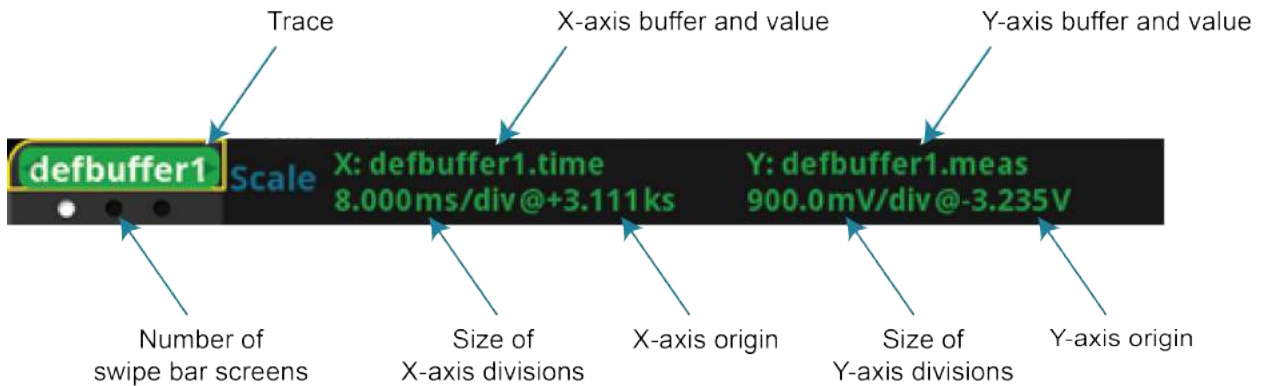 Trace
X-axis buffer and value
Y-axis buffer and value
defbuffer1
Scale
X: defbuffer1.time
8.000ms/div@+3.111ks
Y: defbuffer1.meas
900.0mV/div@-3.235V
Number of
swipe bar screens
Size of
X-axis divisions
X-axis origin
Size of
Y-axis divisions
Y-axis origin